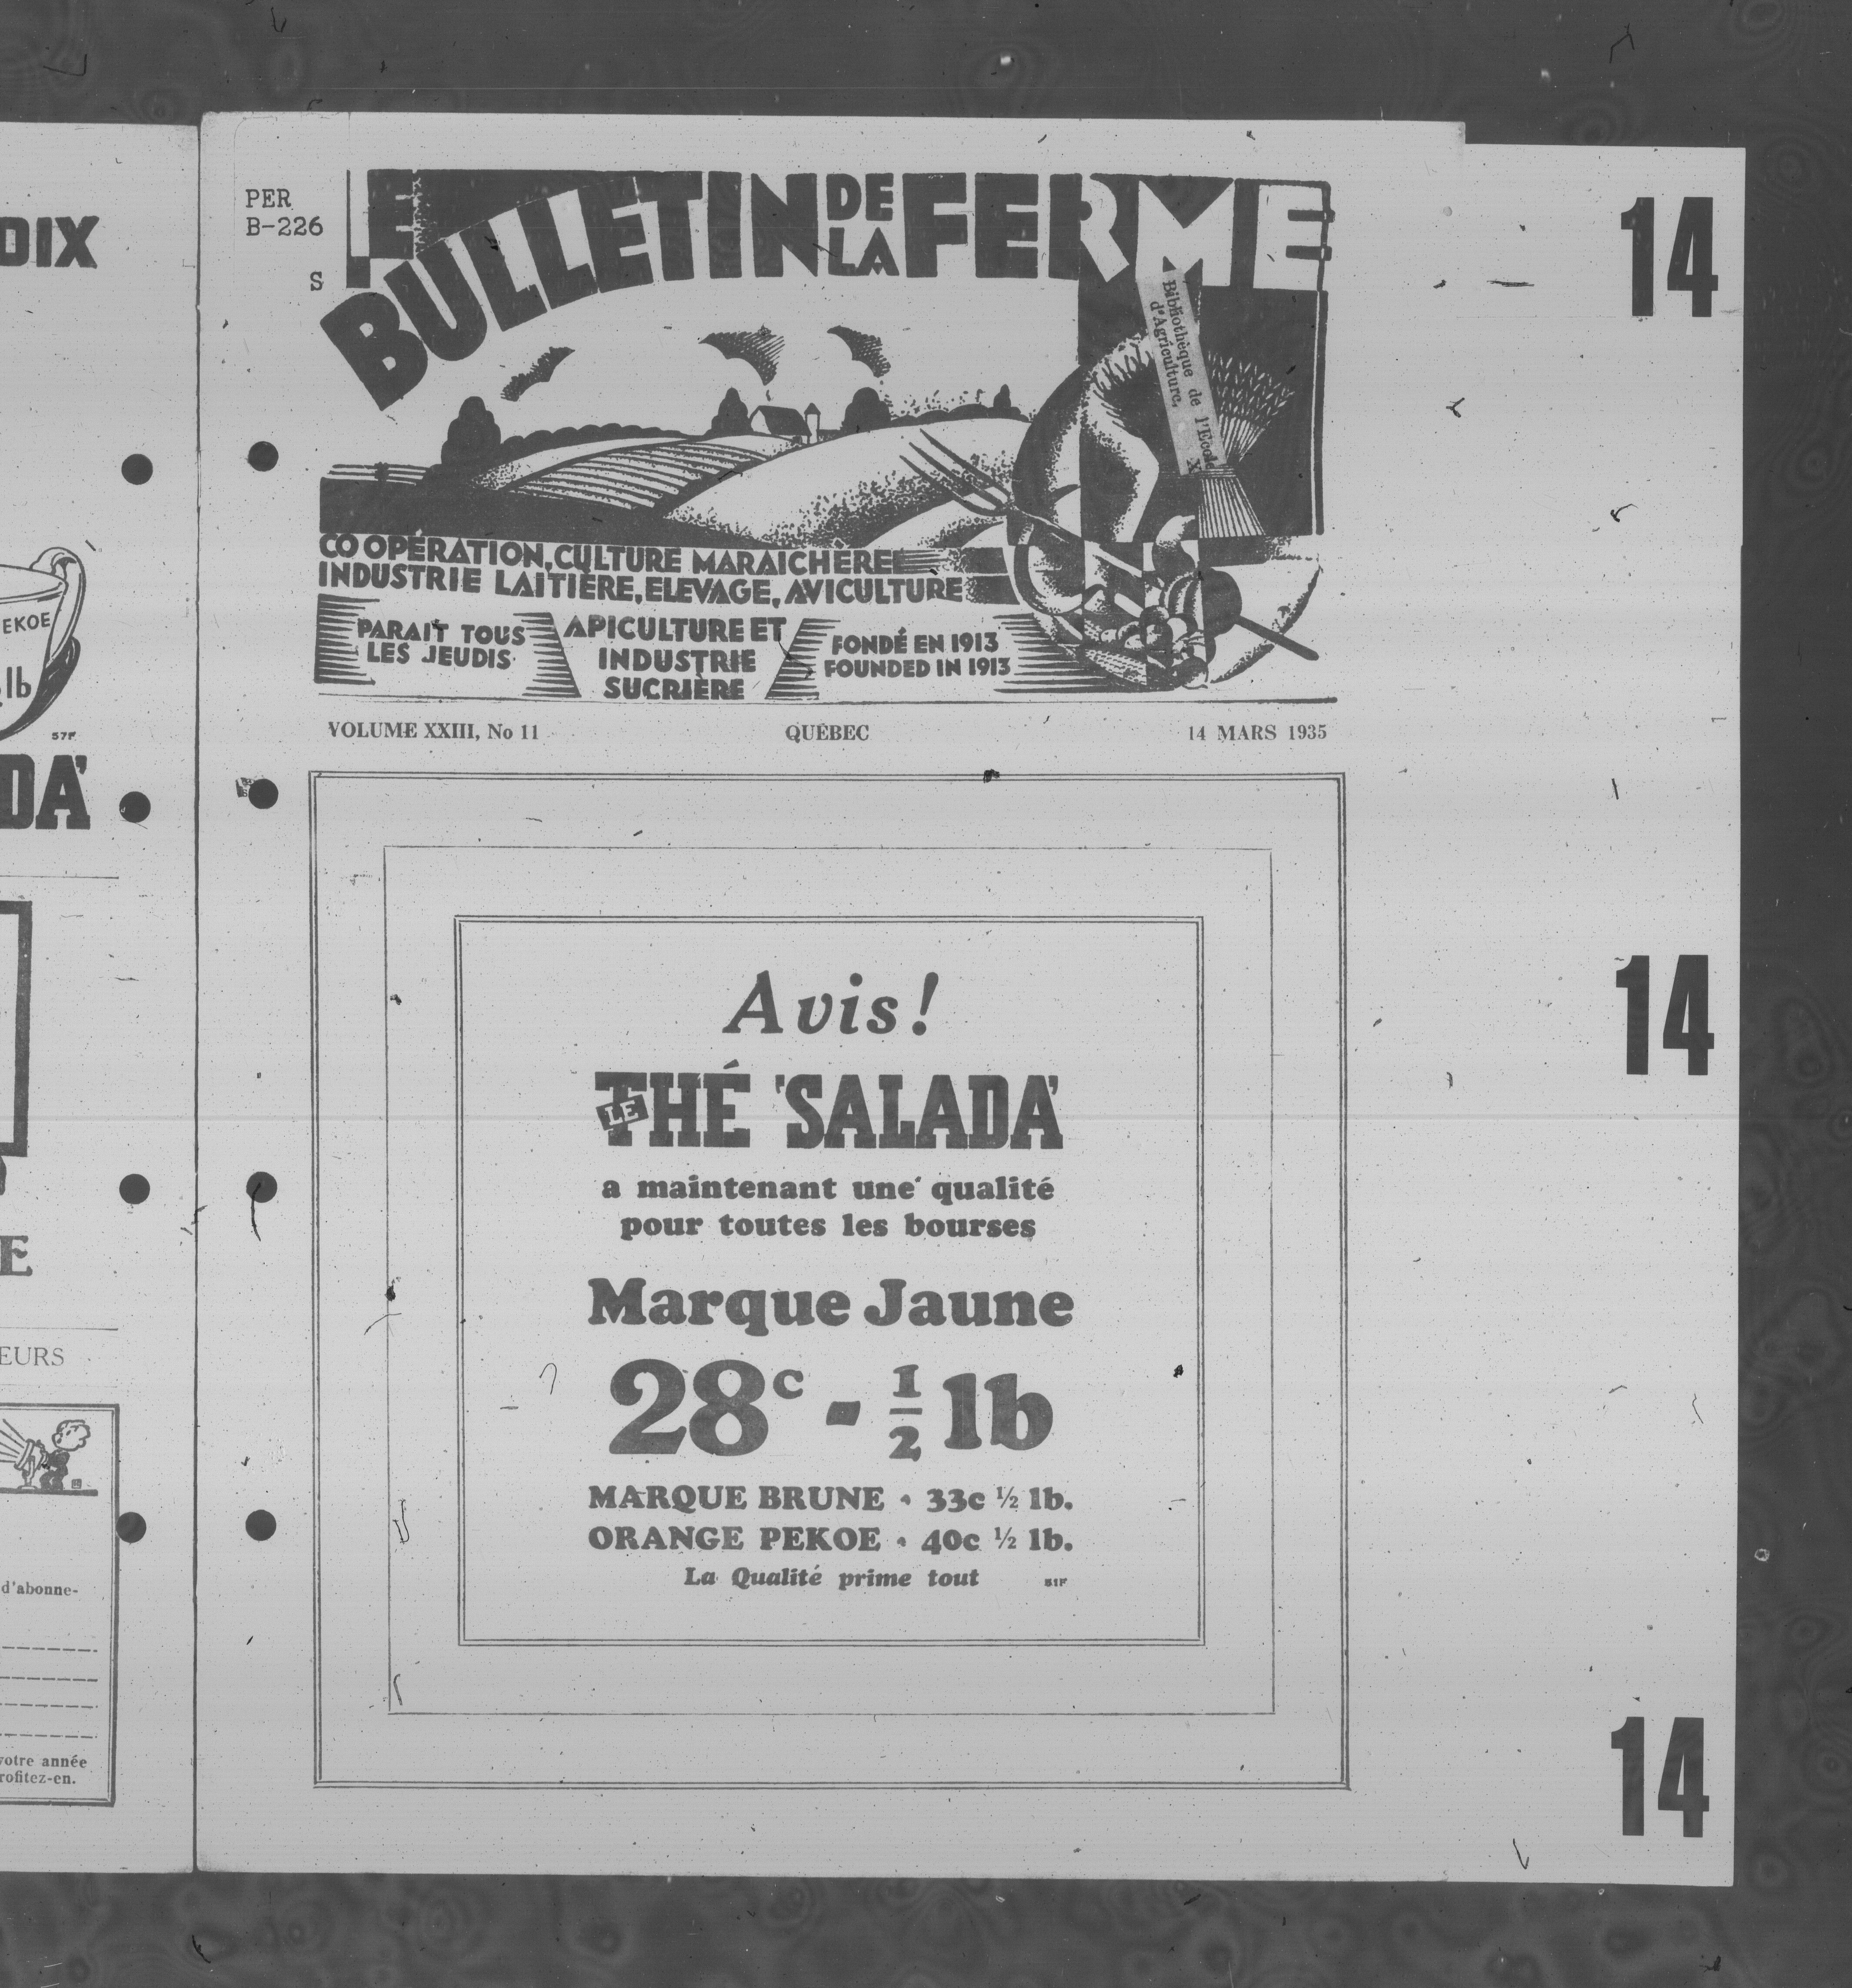 DIX
EKOE
lb
57F
DA'
E
EURS
d'abonne-
votre année
rofitez-en.
PER
B-226
S
LE
BULLETIN DE LA FERME
Bibliothèque de l'Ecole
d'Agriculture,
COOPÉRATION, CULTURE MARAICHÈRE
INDUSTRIE LAITIÈRE, ELEVAGE, AVICULTURE
PARAIT TOUS
LES JEUDIS
APICULTURE ET
INDUSTRIE
SUCRIÈRE
FONDÉ EN 1913
FOUNDED IN 1913
VOLUME XXIII, No 11 QUÉBEC 14 MARS 1935
Avis!
LE THÉ 'SALADA'
a maintenant une qualité
pour toutes les bourses
Marque Jaune
28c - 1/2 lb
MARQUE BRUNE • 33c ½ lb.
ORANGE PEKOE • 40c ½ lb.
La Qualité prime tout 51F
14
14
14